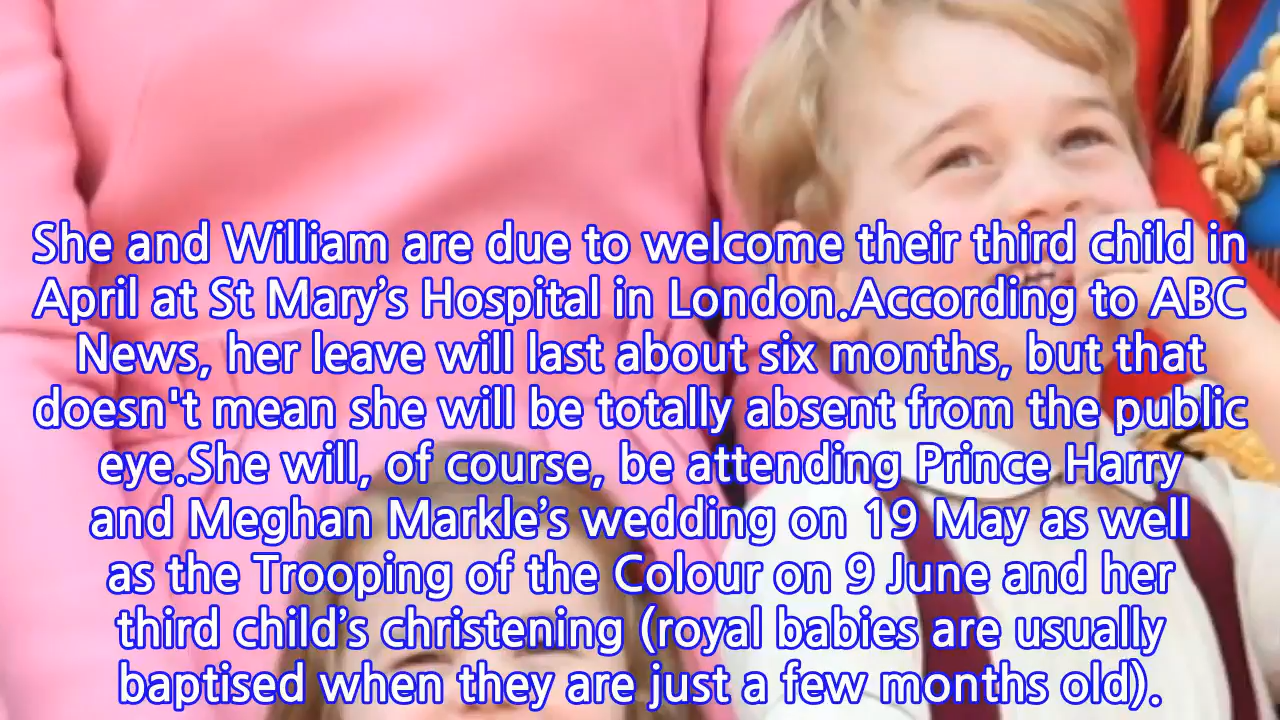 She and William are due to welcome their third child in
April at St Mary’s Hospital in London.According to ABC
News, her leave will last about six months, but that
doesn't mean she will be totally absent from the public
eye.She will, of course, be attending Prince Harry
and Meghan Markle’s wedding on 19 May as well
as the Trooping of the Colour on 9 June and her
third child’s christening (royal babies are usually
baptised when they are just a few months old).